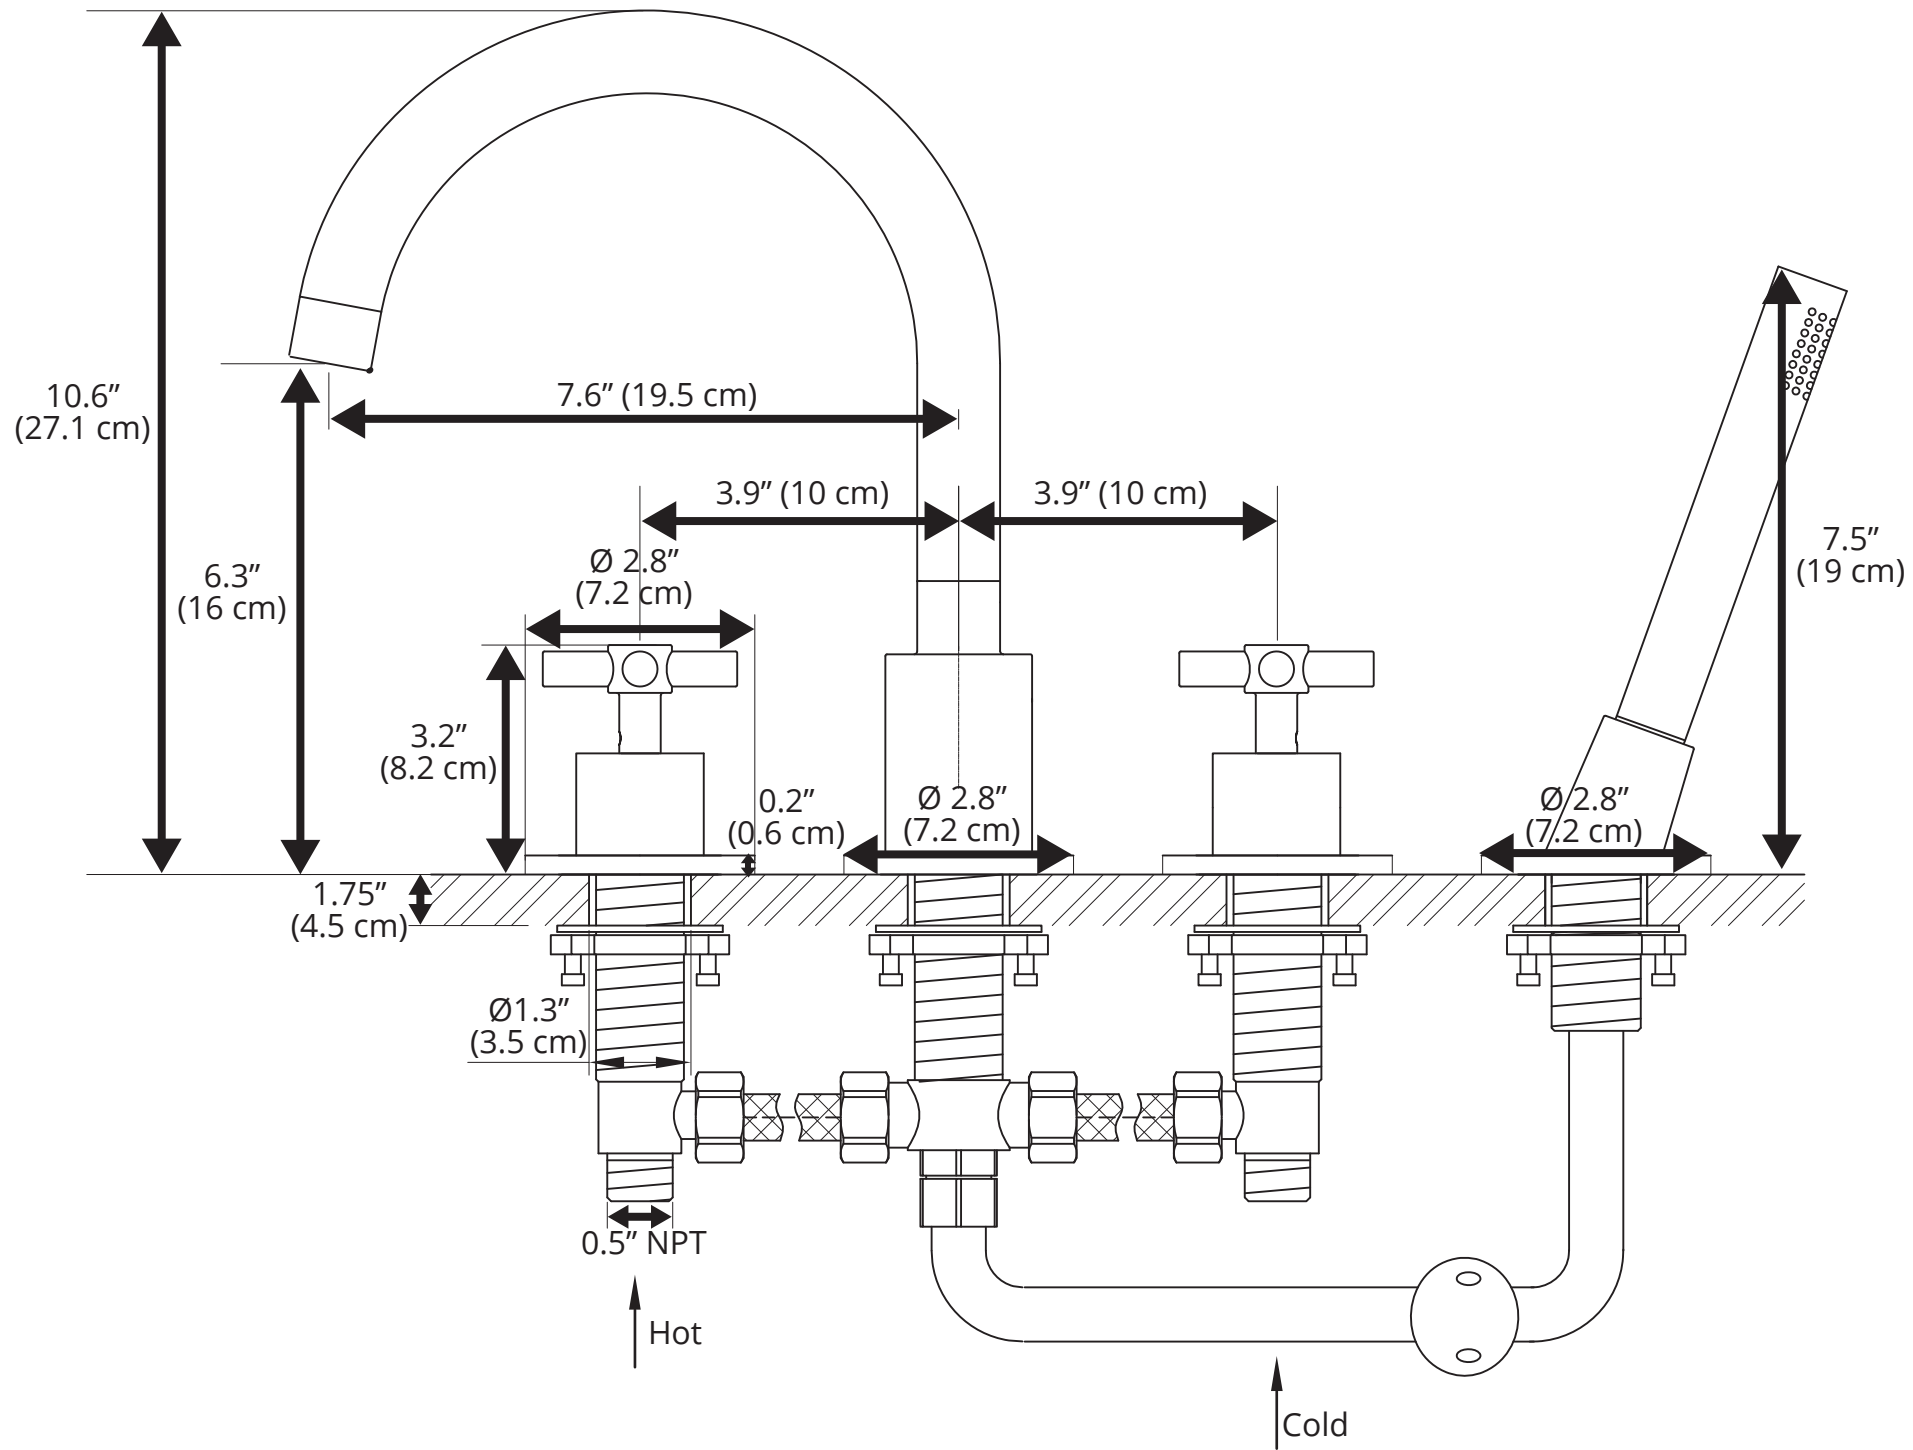 10.6”
(27.1 cm)
7.6” (19.5 cm)
3.9” (10 cm)
3.9” (10 cm)
7.5”
(19 cm)
Ø 2.8”
(7.2 cm)
6.3”
(16 cm)
3.2”
(8.2 cm)
0.2”
(0.6 cm)
Ø 2.8”
(7.2 cm)
Ø 2.8”
(7.2 cm)
1.75”
(4.5 cm)
Ø1.3”
(3.5 cm)
0.5” NPT
Hot
Cold